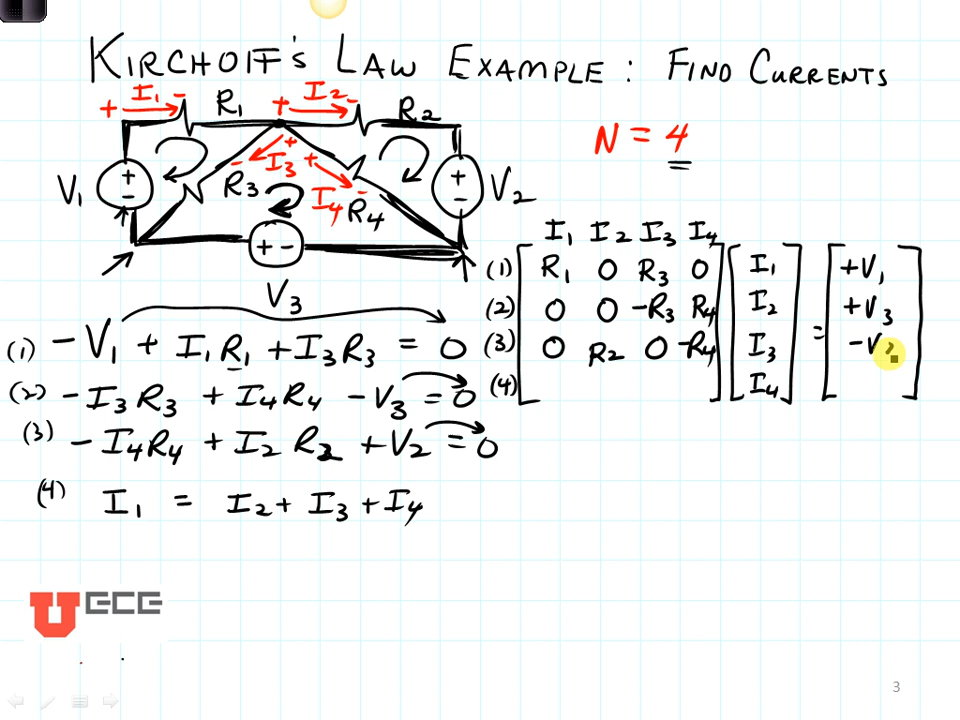 KIRCHOFF'S LAW EXAMPLE : FIND CURRENTS
+ I1 - R1 + I2 - R2
N = 4
V1 + - + - I3 + R3 I4 - R4 + - V2
+ -
V3
I1 I2 I3 I4
(1) R1 0 R3 0 I1 +V1
(2) 0 0 -R3 R4 I2 = +V3
(3) 0 R2 0 -R4 I3 -V2
(4) I4
(1) -V1 + I1R1 + I3R3 = 0
(2) -I3R3 + I4R4 - V3 = 0
(3) -I4R4 + I2R2 + V2 = 0
(4) I1 = I2 + I3 + I4
U ECE
3